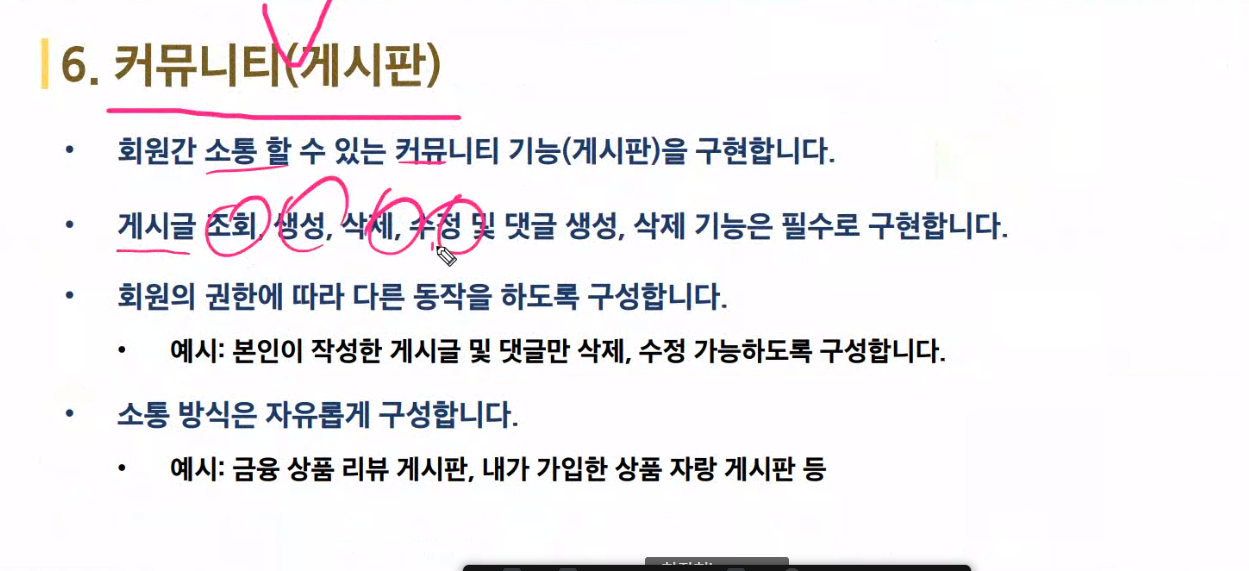 6. 커뮤니티(게시판)
• 회원간 소통 할 수 있는 커뮤니티 기능(게시판)을 구현합니다.
• 게시글 조회, 생성, 삭제, 수정 및 댓글 생성, 삭제 기능은 필수로 구현합니다.
• 회원의 권한에 따라 다른 동작을 하도록 구성합니다.
• 예시: 본인이 작성한 게시글 및 댓글만 삭제, 수정 가능하도록 구성합니다.
• 소통 방식은 자유롭게 구성합니다.
• 예시: 금융 상품 리뷰 게시판, 내가 가입한 상품 자랑 게시판 등